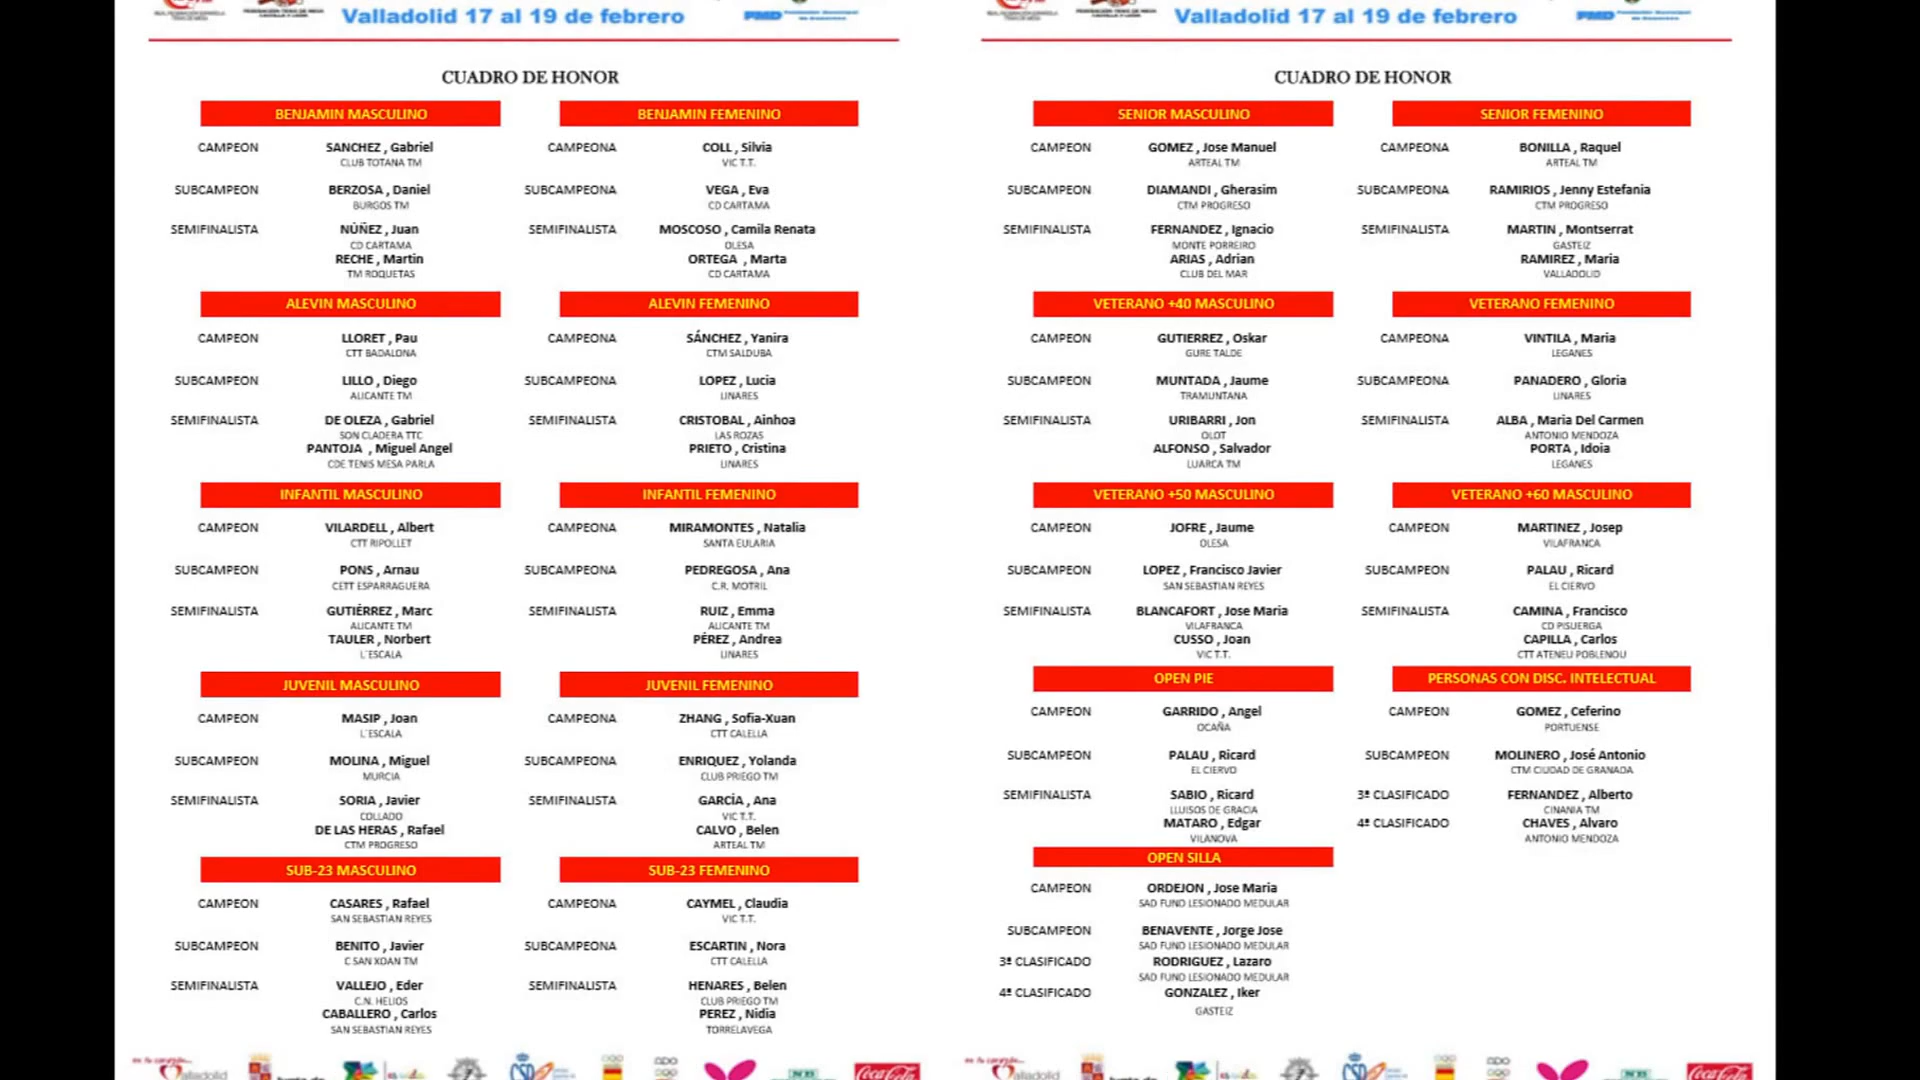 Valladolid 17 al 19 de febrero
CUADRO DE HONOR
BENJAMIN MASCULINO
CAMPEON SANCHEZ , Gabriel
CLUB TOTANA TM
SUBCAMPEON BERZOSA , Daniel
BURGOS TM
SEMIFINALISTA NÚÑEZ , Juan
CD CARTAMA
RECHE , Martin
TM ROQUETAS
BENJAMIN FEMENINO
CAMPEONA COLL , Silvia
VIC T.T.
SUBCAMPEONA VEGA , Eva
CD CARTAMA
SEMIFINALISTA MOSCOSO , Camila Renata
OLESA
ORTEGA , Marta
CD CARTAMA
ALEVIN MASCULINO
CAMPEON LLORET , Pau
CTT BADALONA
SUBCAMPEON LILLO , Diego
ALICANTE TM
SEMIFINALISTA DE OLEZA , Gabriel
SON CLADERA TTC
PANTOJA , Miguel Angel
CDE TENIS MESA PARLA
ALEVIN FEMENINO
CAMPEONA SÁNCHEZ , Yanira
CTM SALDUBA
SUBCAMPEONA LOPEZ , Lucia
LINARES
SEMIFINALISTA CRISTOBAL , Ainhoa
LAS ROZAS
PRIETO , Cristina
LINARES
INFANTIL MASCULINO
CAMPEON VILARDELL , Albert
CTT RIPOLLET
SUBCAMPEON PONS , Arnau
CETT ESPARRAGUERA
SEMIFINALISTA GUTIÉRREZ , Marc
ALICANTE TM
TAULER , Norbert
L´ESCALA
INFANTIL FEMENINO
CAMPEONA MIRAMONTES , Natalia
SANTA EULARIA
SUBCAMPEONA PEDREGOSA , Ana
C.R. MOTRIL
SEMIFINALISTA RUIZ , Emma
ALICANTE TM
PÉREZ , Andrea
LINARES
JUVENIL MASCULINO
CAMPEON MASIP , Joan
L´ESCALA
SUBCAMPEON MOLINA , Miguel
MURCIA
SEMIFINALISTA SORIA , Javier
COLLADO
DE LAS HERAS , Rafael
CTM PROGRESO
JUVENIL FEMENINO
CAMPEONA ZHANG , Sofia-Xuan
CTT CALELLA
SUBCAMPEONA ENRIQUEZ , Yolanda
CLUB PRIEGO TM
SEMIFINALISTA GARCÍA , Ana
VIC T.T.
CALVO , Belen
ARTEAL TM
SUB-23 MASCULINO
CAMPEON CASARES , Rafael
SAN SEBASTIAN REYES
SUBCAMPEON BENITO , Javier
C SAN XOAN TM
SEMIFINALISTA VALLEJO , Eder
C.N. HELIOS
CABALLERO , Carlos
SAN SEBASTIAN REYES
SUB-23 FEMENINO
CAMPEONA CAYMEL , Claudia
VIC T.T.
SUBCAMPEONA ESCARTIN , Nora
CTT CALELLA
SEMIFINALISTA HENARES , Belen
CLUB PRIEGO TM
PEREZ , Nidia
TORRELAVEGA
Valladolid
CSD
Coca-Cola
Valladolid 17 al 19 de febrero
CUADRO DE HONOR
SENIOR MASCULINO
CAMPEON GOMEZ , Jose Manuel
ARTEAL TM
SUBCAMPEON DIAMANDI , Gherasim
CTM PROGRESO
SEMIFINALISTA FERNANDEZ , Ignacio
MONTE PORREIRO
ARIAS , Adrian
CLUB DEL MAR
SENIOR FEMENINO
CAMPEONA BONILLA , Raquel
ARTEAL TM
SUBCAMPEONA RAMIRIOS , Jenny Estefania
CTM PROGRESO
SEMIFINALISTA MARTIN , Montserrat
GASTEIZ
RAMIREZ , Maria
VALLADOLID
VETERANO +40 MASCULINO
CAMPEON GUTIERREZ , Oskar
GURE TALDE
SUBCAMPEON MUNTADA , Jaume
TRAMUNTANA
SEMIFINALISTA URIBARRI , Jon
OLOT
ALFONSO , Salvador
LUARCA TM
VETERANO FEMENINO
CAMPEONA VINTILA , Maria
LEGANES
SUBCAMPEONA PANADERO , Gloria
LINARES
SEMIFINALISTA ALBA , Maria Del Carmen
ANTONIO MENDOZA
PORTA , Idoia
LEGANES
VETERANO +50 MASCULINO
CAMPEON JOFRE , Jaume
OLESA
SUBCAMPEON LOPEZ , Francisco Javier
SAN SEBASTIAN REYES
SEMIFINALISTA BLANCAFORT , Jose Maria
VILAFRANCA
CUSSO , Joan
VIC T.T.
VETERANO +60 MASCULINO
CAMPEON MARTINEZ , Josep
VILAFRANCA
SUBCAMPEON PALAU , Ricard
EL CIERVO
SEMIFINALISTA CAMINA , Francisco
CD PISUERGA
CAPILLA , Carlos
CTT ATENEU POBLENOU
OPEN PIE
CAMPEON GARRIDO , Angel
OCAÑA
SUBCAMPEON PALAU , Ricard
EL CIERVO
SEMIFINALISTA SABIO , Ricard
LLUISOS DE GRACIA
MATARO , Edgar
VILANOVA
PERSONAS CON DISC. INTELECTUAL
CAMPEON GOMEZ , Ceferino
PORTUENSE
SUBCAMPEON MOLINERO , José Antonio
CTM CIUDAD DE GRANADA
3ª CLASIFICADO FERNANDEZ , Alberto
CINANIA TM
4ª CLASIFICADO CHAVES , Alvaro
ANTONIO MENDOZA
OPEN SILLA
CAMPEON ORDEJON , Jose Maria
SAD FUND LESIONADO MEDULAR
SUBCAMPEON BENAVENTE , Jorge Jose
SAD FUND LESIONADO MEDULAR
3ª CLASIFICADO RODRIGUEZ , Lazaro
SAD FUND LESIONADO MEDULAR
4ª CLASIFICADO GONZALEZ , Iker
GASTEIZ
CSD
Coca-Cola